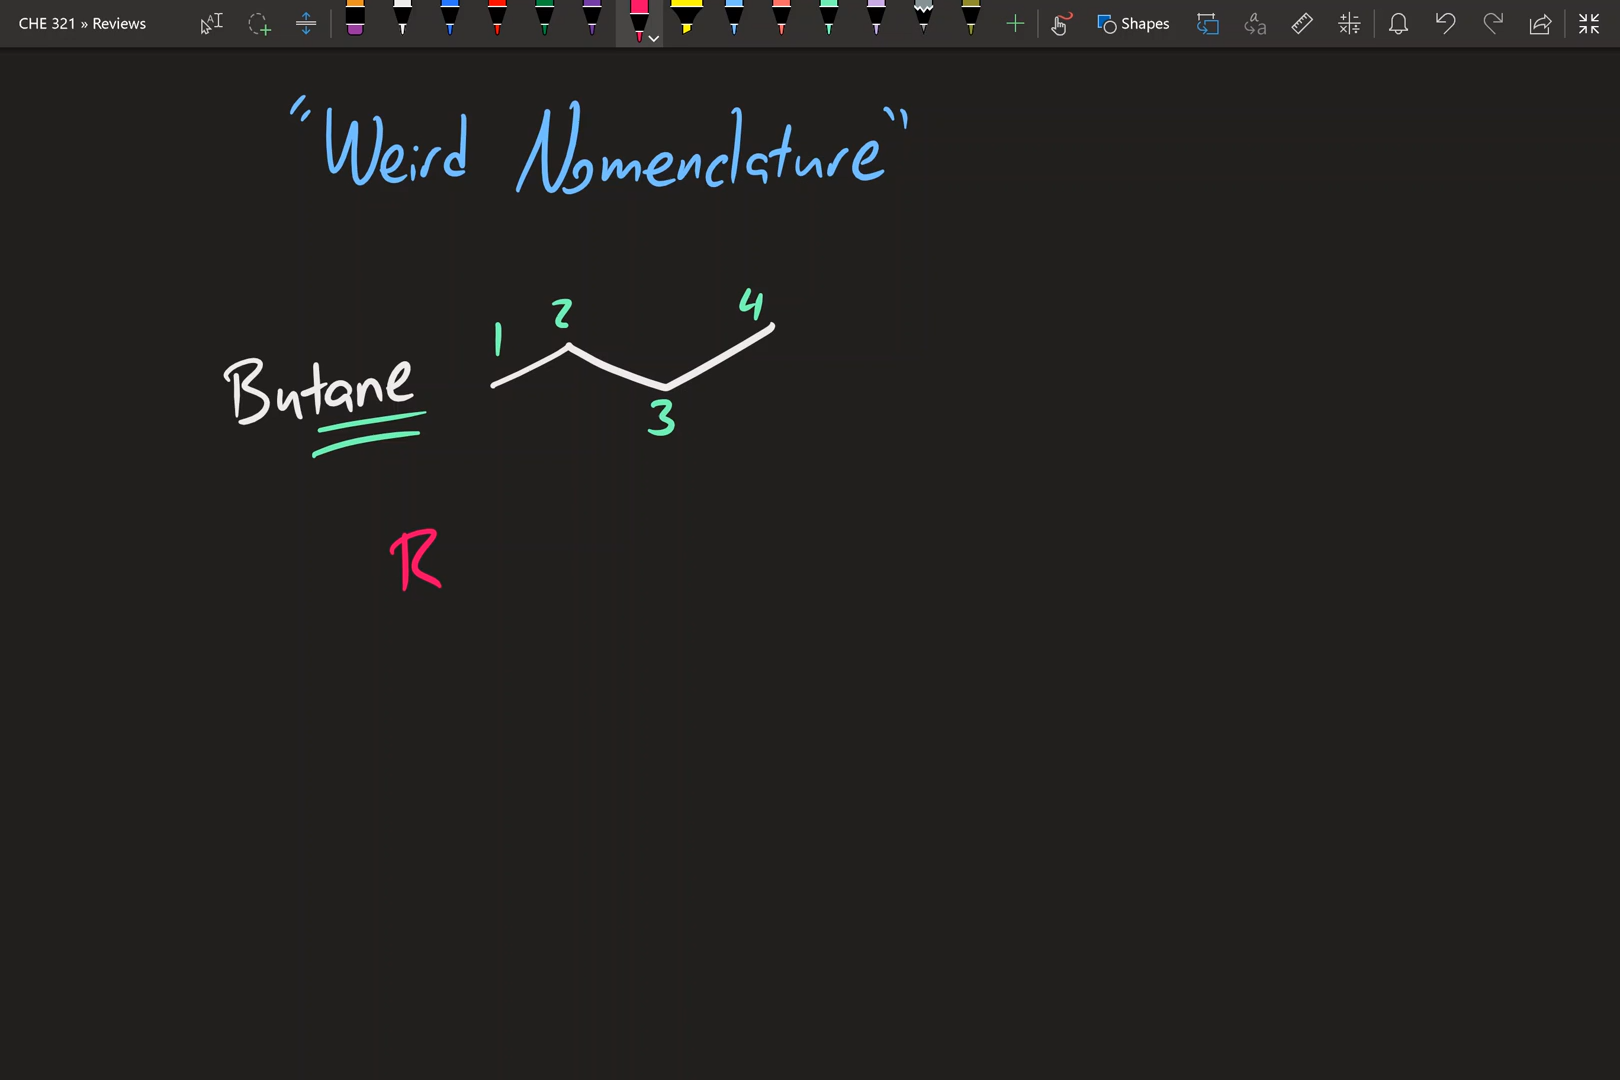 CHE 321 » Reviews
Shapes
"Weird Nomenclature"
Butane
1
2
3
4
R